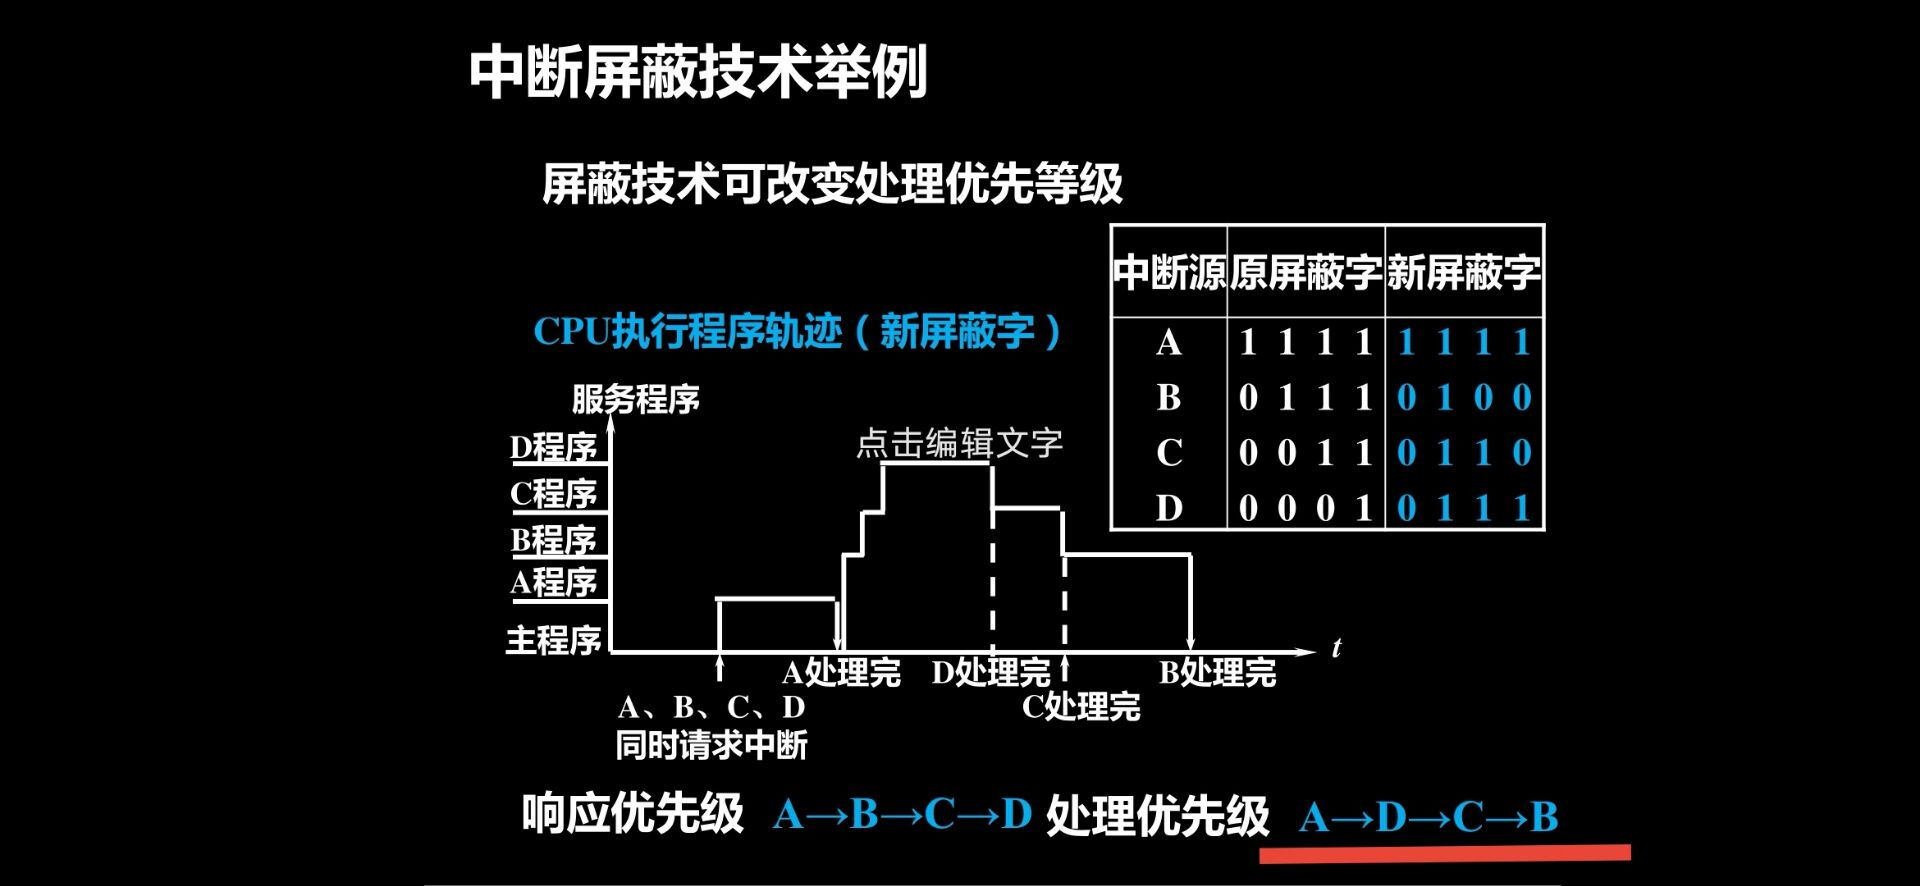 中断屏蔽技术举例
屏蔽技术可改变处理优先等级
中断源 原屏蔽字 新屏蔽字
A 1 1 1 1 1 1 1 1
B 0 1 1 1 0 1 0 0
C 0 0 1 1 0 1 1 0
D 0 0 0 1 0 1 1 1
CPU执行程序轨迹（新屏蔽字）
服务程序
点击编辑文字
D程序
C程序
B程序
A程序
主程序
t
A处理完 D处理完 B处理完
C处理完
A、B、C、D
同时请求中断
响应优先级 A→B→C→D 处理优先级 A→D→C→B